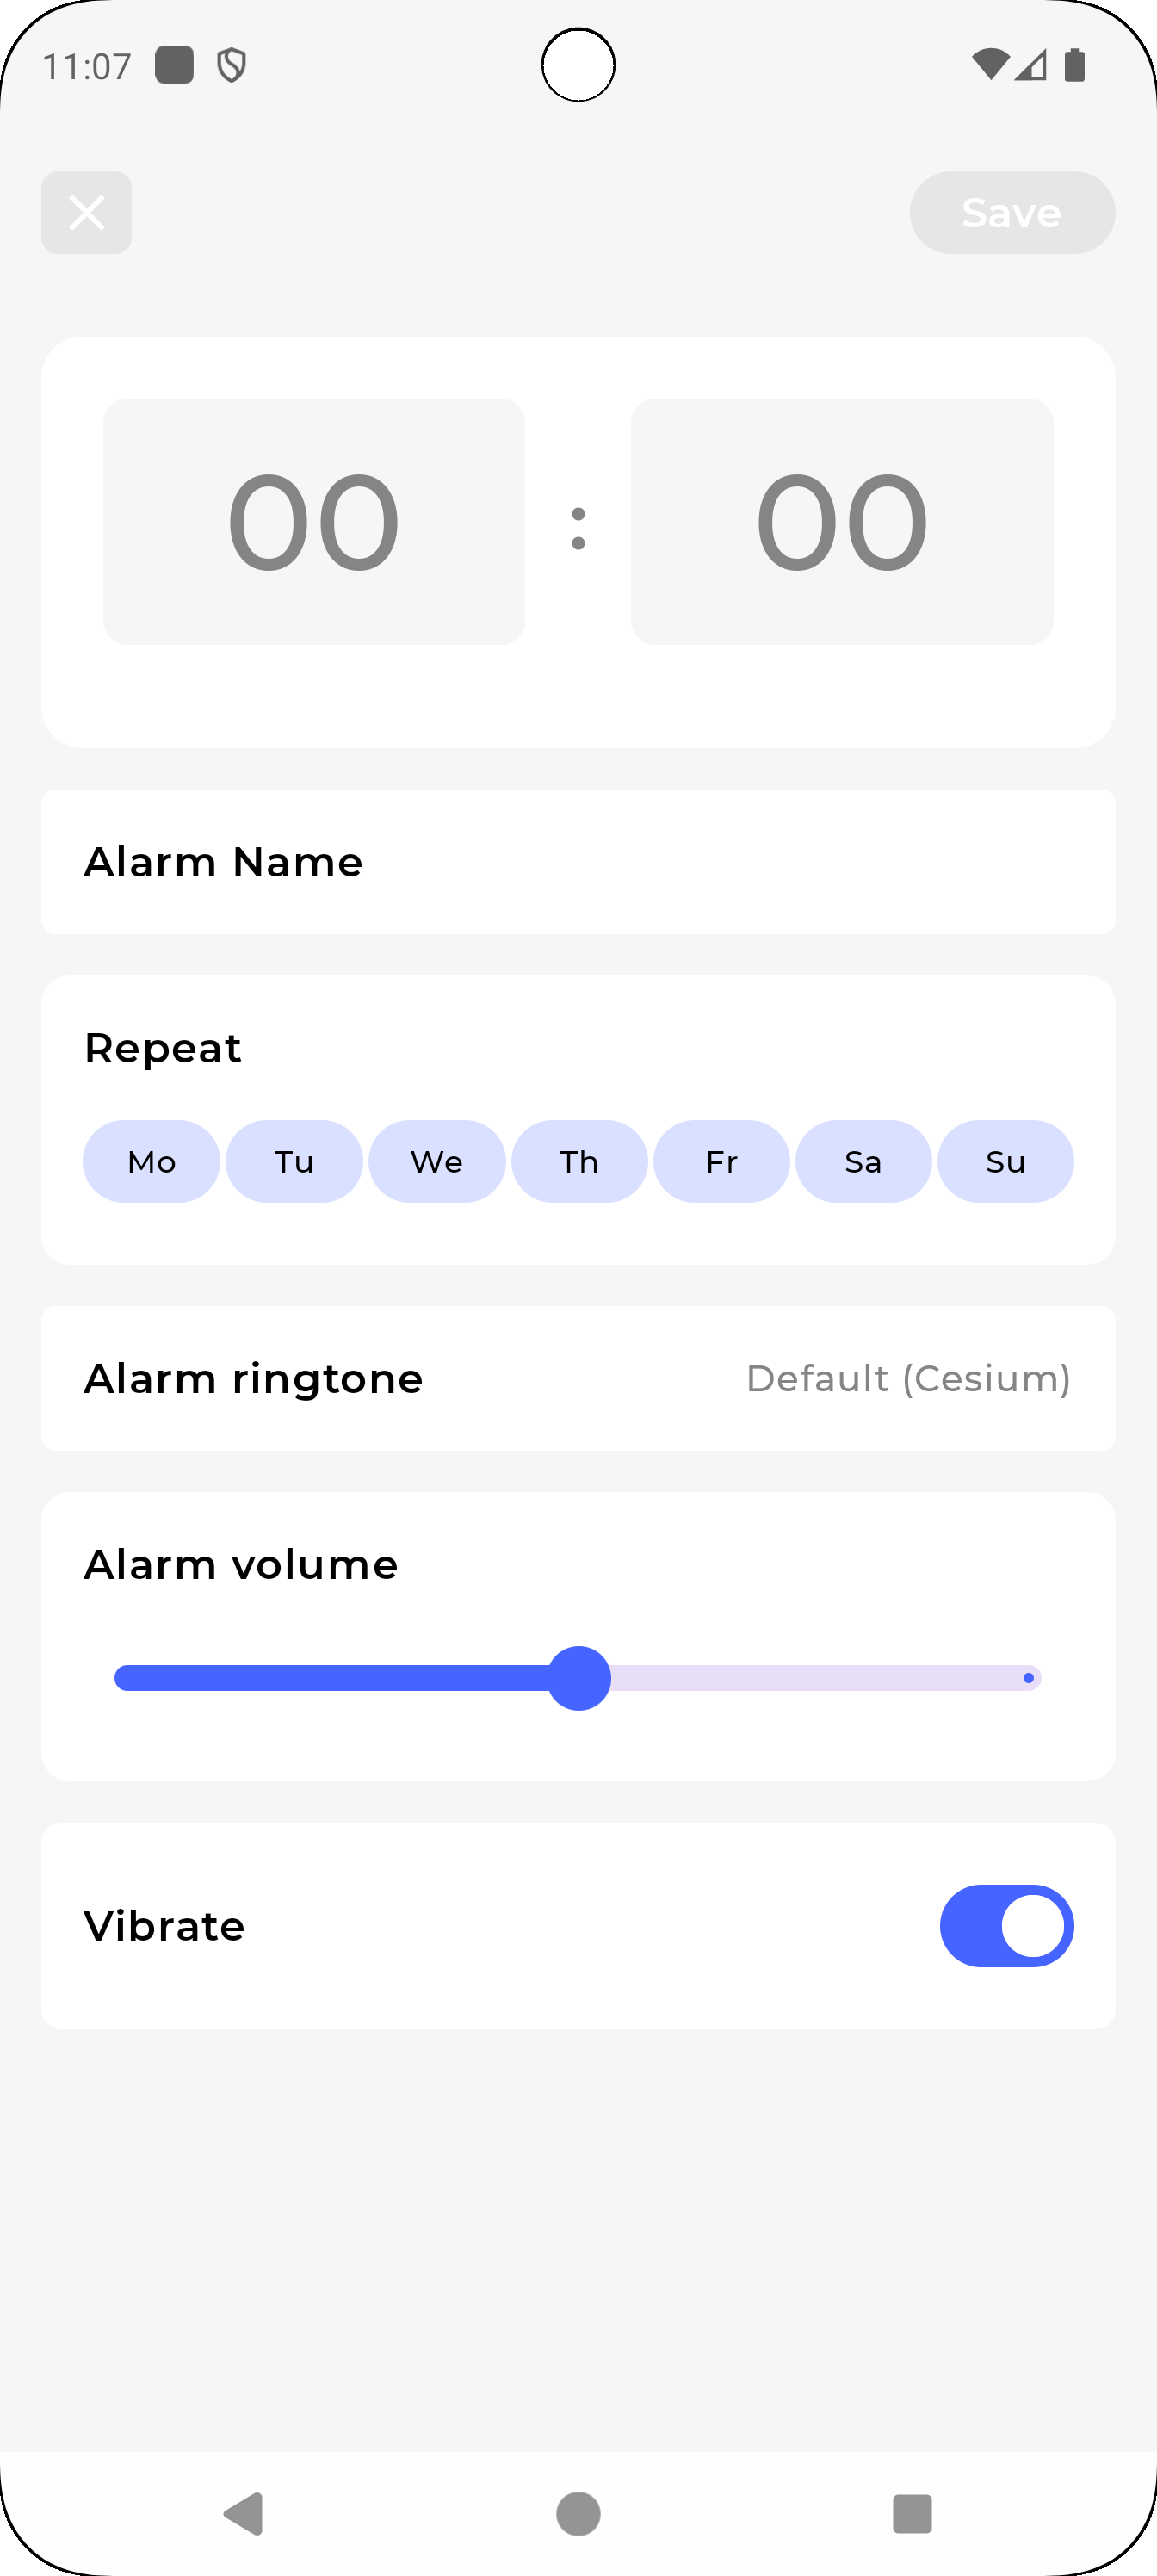 11:07
Save
00 : 00
Alarm Name
Repeat
Mo Tu We Th Fr Sa Su
Alarm ringtone Default (Cesium)
Alarm volume
Vibrate